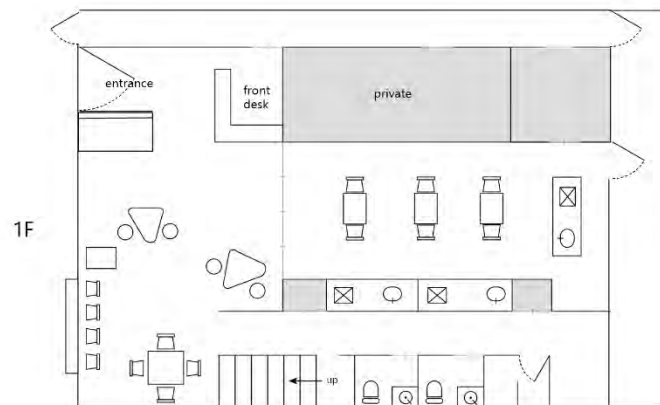 entrance
front
desk
private
1F
up